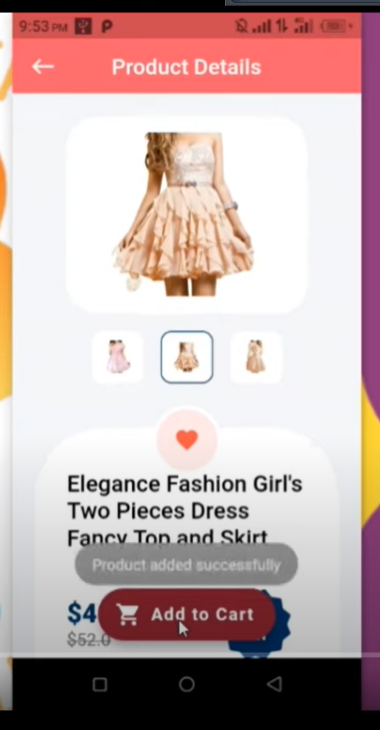 9:53 PM
Product Details
Elegance Fashion Girl's
Two Pieces Dress
Fancy Top and Skirt
Product added successfully
$4
Add to Cart
$52.0